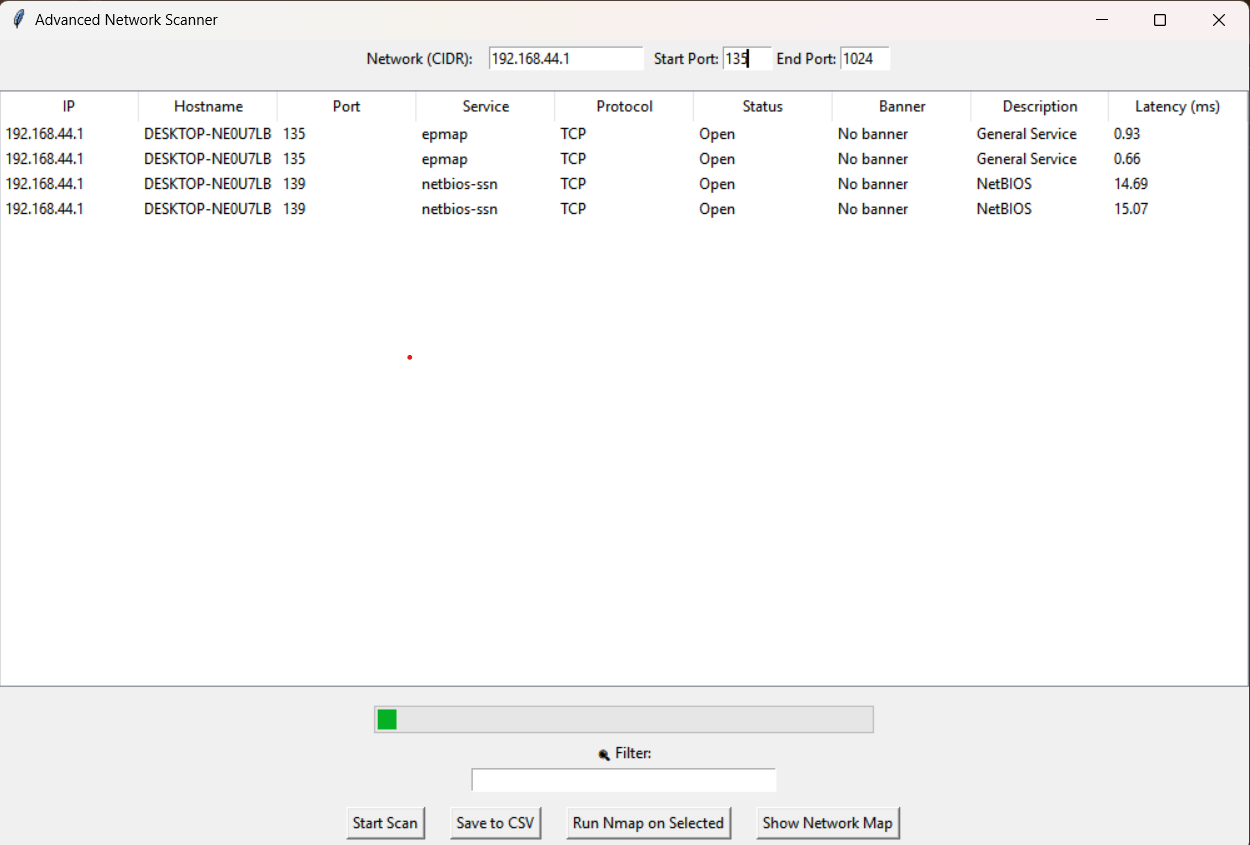 Advanced Network Scanner
Network (CIDR): 192.168.44.1 Start Port: 135 End Port: 1024
IP Hostname Port Service Protocol Status Banner Description Latency (ms)
192.168.44.1 DESKTOP-NE0U7LB 135 epmap TCP Open No banner General Service 0.93
192.168.44.1 DESKTOP-NE0U7LB 135 epmap TCP Open No banner General Service 0.66
192.168.44.1 DESKTOP-NE0U7LB 139 netbios-ssn TCP Open No banner NetBIOS 14.69
192.168.44.1 DESKTOP-NE0U7LB 139 netbios-ssn TCP Open No banner NetBIOS 15.07
Filter:
Start Scan Save to CSV Run Nmap on Selected Show Network Map